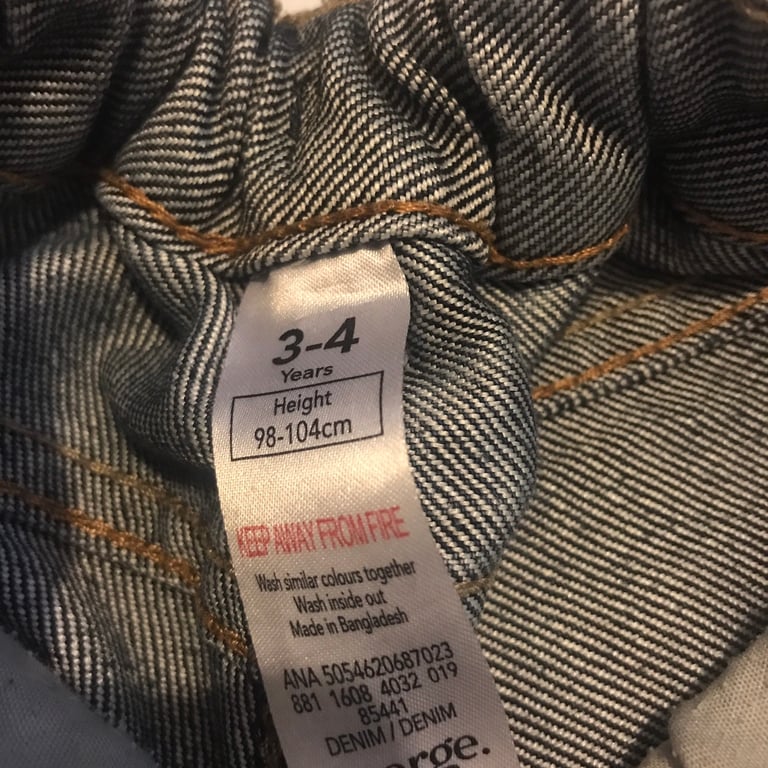 3-4
Years
Height
98-104cm
KEEP AWAY FROM FIRE
Wash similar colours together
Wash inside out
Made in Bangladesh
ANA 5054620687023
881 1608 4032 019
85441
DENIM / DENIM